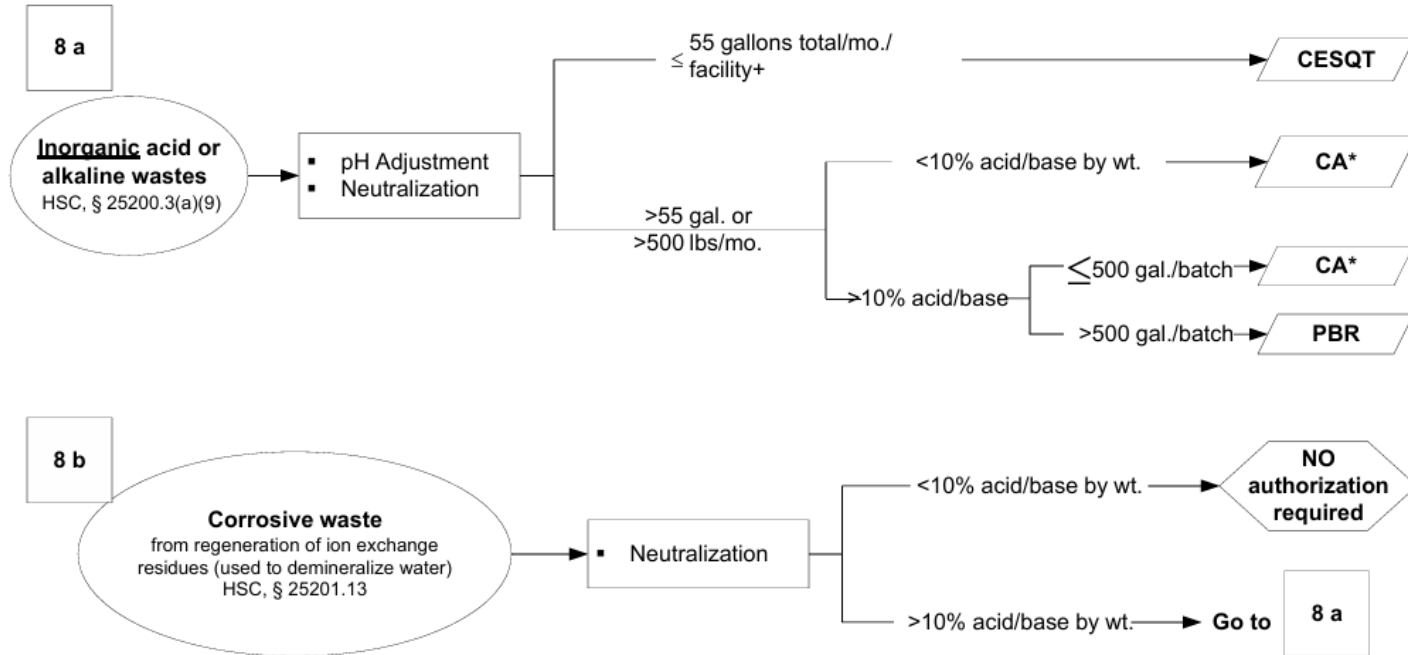 8 a
Inorganic acid or
alkaline wastes
HSC, § 25200.3(a)(9)
▪ pH Adjustment
▪ Neutralization
≤ 55 gallons total/mo./
facility+
CESQT
>55 gal. or
>500 lbs/mo.
<10% acid/base by wt.
CA*
>10% acid/base
≤500 gal./batch
CA*
>500 gal./batch
PBR
8 b
Corrosive waste
from regeneration of ion exchange
residues (used to demineralize water)
HSC, § 25201.13
▪ Neutralization
<10% acid/base by wt.
NO
authorization
required
>10% acid/base by wt.
Go to
8 a